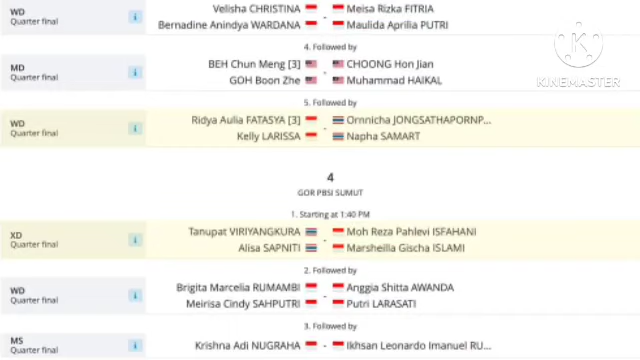 WD
Quarter final
Velisha CHRISTINA - Meisa Rizka FITRIA
Bernadine Anindya WARDANA Maulida Aprilia PUTRI
4. Followed by
MD
Quarter final
BEH Chun Meng [3] - CHOONG Hon Jian
GOH Boon Zhe Muhammad HAIKAL
5. Followed by
WD
Quarter final
Ridya Aulia FATASYA [3] - Ornnicha JONGSATHAPORNP...
Kelly LARISSA Napha SAMART
4
GOR PBSI SUMUT
1. Starting at 1:40 PM
XD
Quarter final
Tanupat VIRIYANGKURA - Moh Reza Pahlevi ISFAHANI
Alisa SAPNITI Marsheilla Gischa ISLAMI
2. Followed by
WD
Quarter final
Brigita Marcelia RUMAMBI - Anggia Shitta AWANDA
Meirisa Cindy SAHPUTRI Putri LARASATI
3. Followed by
MS
Quarter final
Krishna Adi NUGRAHA - Ikhsan Leonardo Imanuel RU...
K
KINEMASTER